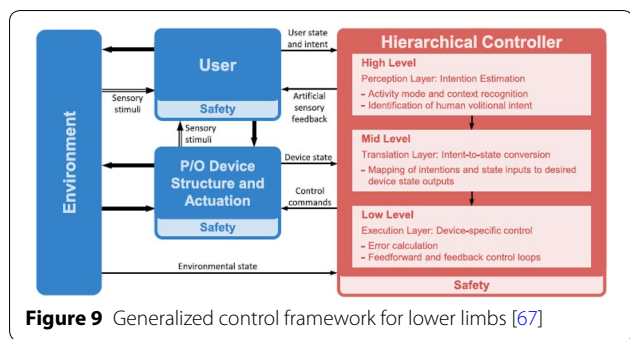 Environment
User
Safety
Sensory
stimuli
Sensory
stimuli
P/O Device
Structure and
Actuation
Safety
User state
and intent
Artificial
sensory
feedback
Device state
Control
commands
Environmental state
Hierarchical Controller
High Level
Perception Layer: Intention Estimation
– Activity mode and context recognition
– Identification of human volitional intent
Mid Level
Translation Layer: Intent-to-state conversion
– Mapping of intentions and state inputs to desired
device state outputs
Low Level
Execution Layer: Device-specific control
– Error calculation
– Feedforward and feedback control loops
Safety
Figure 9 Generalized control framework for lower limbs [67]